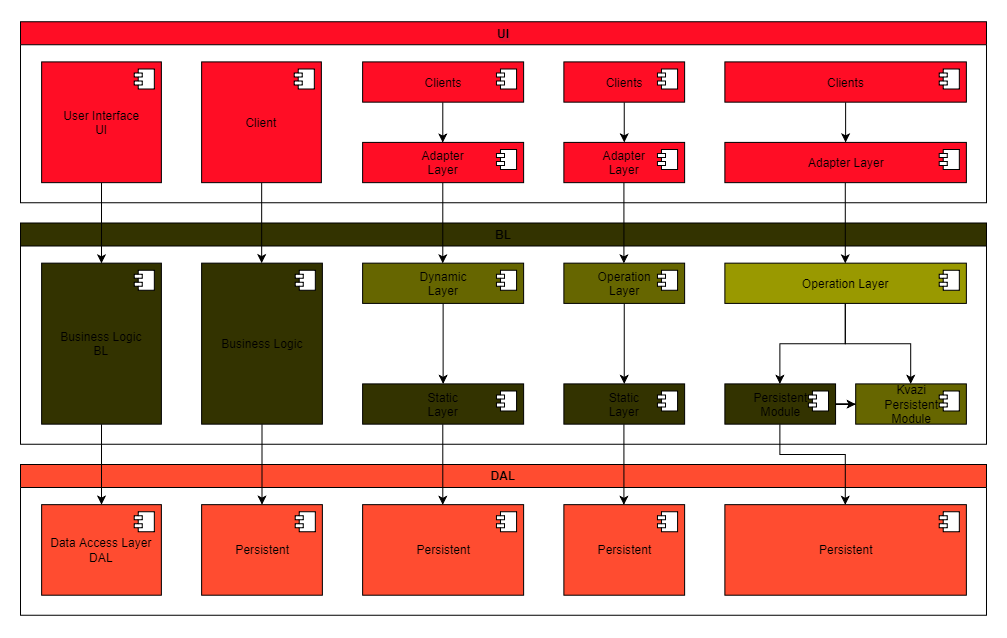 UI
User Interface
UI
Client
Clients
Clients
Clients
Adapter
Layer
Adapter
Layer
Adapter Layer
BL
Business Logic
BL
Business Logic
Dynamic
Layer
Operation
Layer
Operation Layer
Static
Layer
Static
Layer
Persistent
Module
Kvazi
Persistent
Module
DAL
Data Access Layer
DAL
Persistent
Persistent
Persistent
Persistent